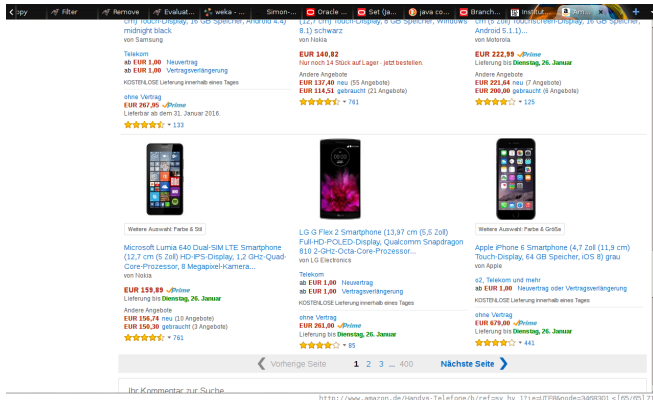 Filter
Remove
Evaluat...
weka - ...
Simon-...
Oracle ...
Set (Ja...
java co...
Branch...
Institut...
midnight black
von Samsung
Telekom
ab EUR 1,00 Neuvertrag
ab EUR 1,00 Vertragsverlängerung
KOSTENLOSE Lieferung innerhalb eines Tages
ohne Vertrag
EUR 267,95 Prime
Lieferbar ab dem 31. Januar 2016.
133
8.1) schwarz
von Nokia
EUR 140,82
Nur noch 14 Stück auf Lager - jetzt bestellen.
Andere Angebote
EUR 137,40 neu (55 Angebote)
EUR 114,51 gebraucht (21 Angebote)
761
Android 5.1.1)...
von Motorola
EUR 222,99 Prime
Lieferung bis Dienstag, 26. Januar
Andere Angebote
EUR 221,64 neu (7 Angebote)
EUR 200,00 gebraucht (6 Angebote)
125
Weitere Auswahl: Farbe & Stil
Microsoft Lumia 640 Dual-SIM LTE Smartphone
(12,7 cm (5 Zoll) HD-IPS-Display, 1,2 GHz-Quad-
Core-Prozessor, 8 Megapixel-Kamera...
von Nokia
EUR 159,89 Prime
Lieferung bis Dienstag, 26. Januar
Andere Angebote
EUR 156,74 neu (10 Angebote)
EUR 150,30 gebraucht (3 Angebote)
761
LG G Flex 2 Smartphone (13,97 cm (5,5 Zoll)
Full-HD-POLED-Display, Qualcomm Snapdragon
810 2-GHz-Octa-Core-Prozessor...
von LG Electronics
Telekom
ab EUR 1,00 Neuvertrag
ab EUR 1,00 Vertragsverlängerung
KOSTENLOSE Lieferung innerhalb eines Tages
ohne Vertrag
EUR 261,00 Prime
Lieferung bis Dienstag, 26. Januar
85
Weitere Auswahl: Farbe & Größe
Apple iPhone 6 Smartphone (4,7 Zoll (11,9 cm)
Touch-Display, 64 GB Speicher, iOS 8) grau
von Apple
o2, Telekom und mehr
ab EUR 1,00 Neuvertrag oder Vertragsverlängerung
KOSTENLOSE Lieferung innerhalb eines Tages
ohne Vertrag
EUR 679,00 Prime
Lieferung bis Dienstag, 26. Januar
441
Vorherige Seite 1 2 3 ... 400 Nächste Seite
Ihr Kommentar zur Suche